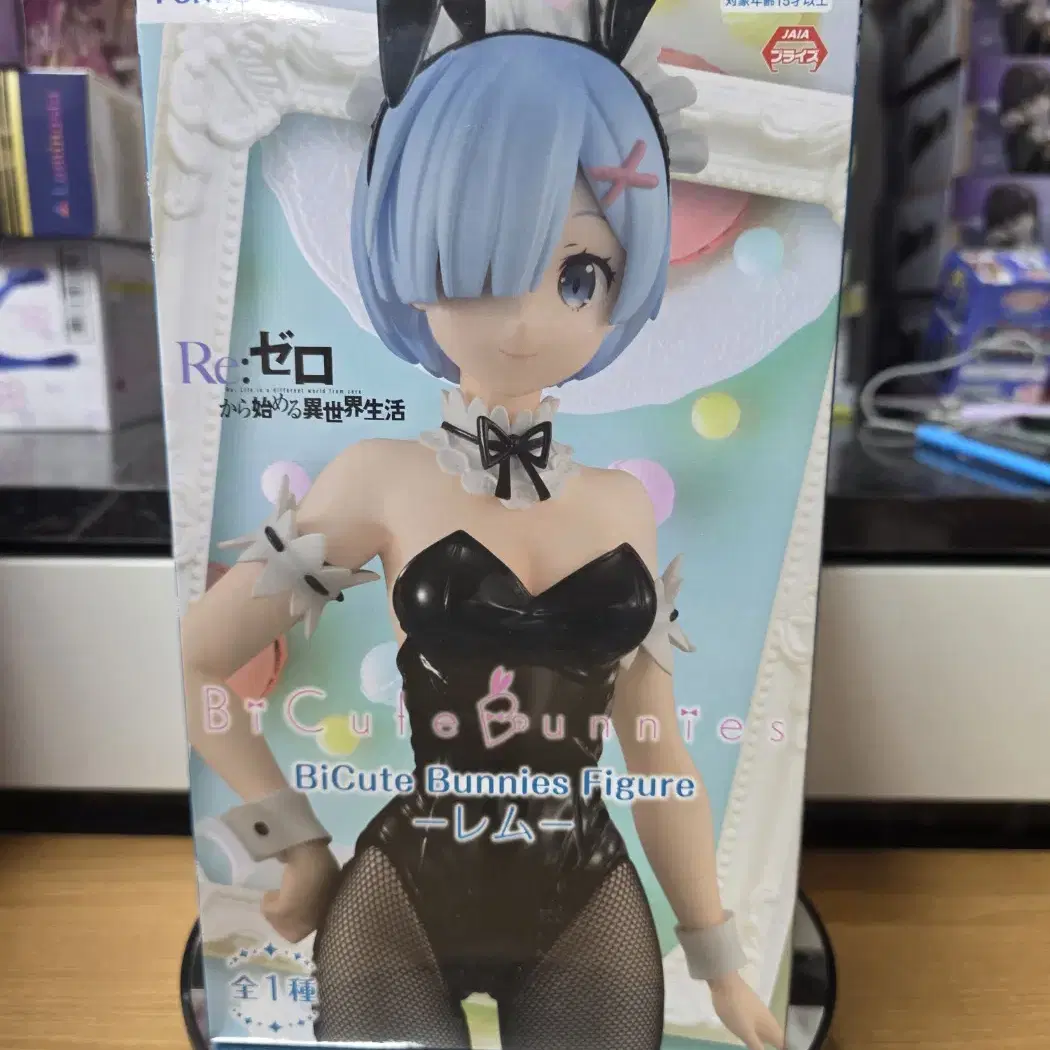 対象年齢15才以上
JAIA
プライズ
Luminasta
Re:ゼロ
Re: Life in a different world from zero
から始める異世界生活
BiCute Bunnies
BiCute Bunnies Figure
ーレムー
全1種